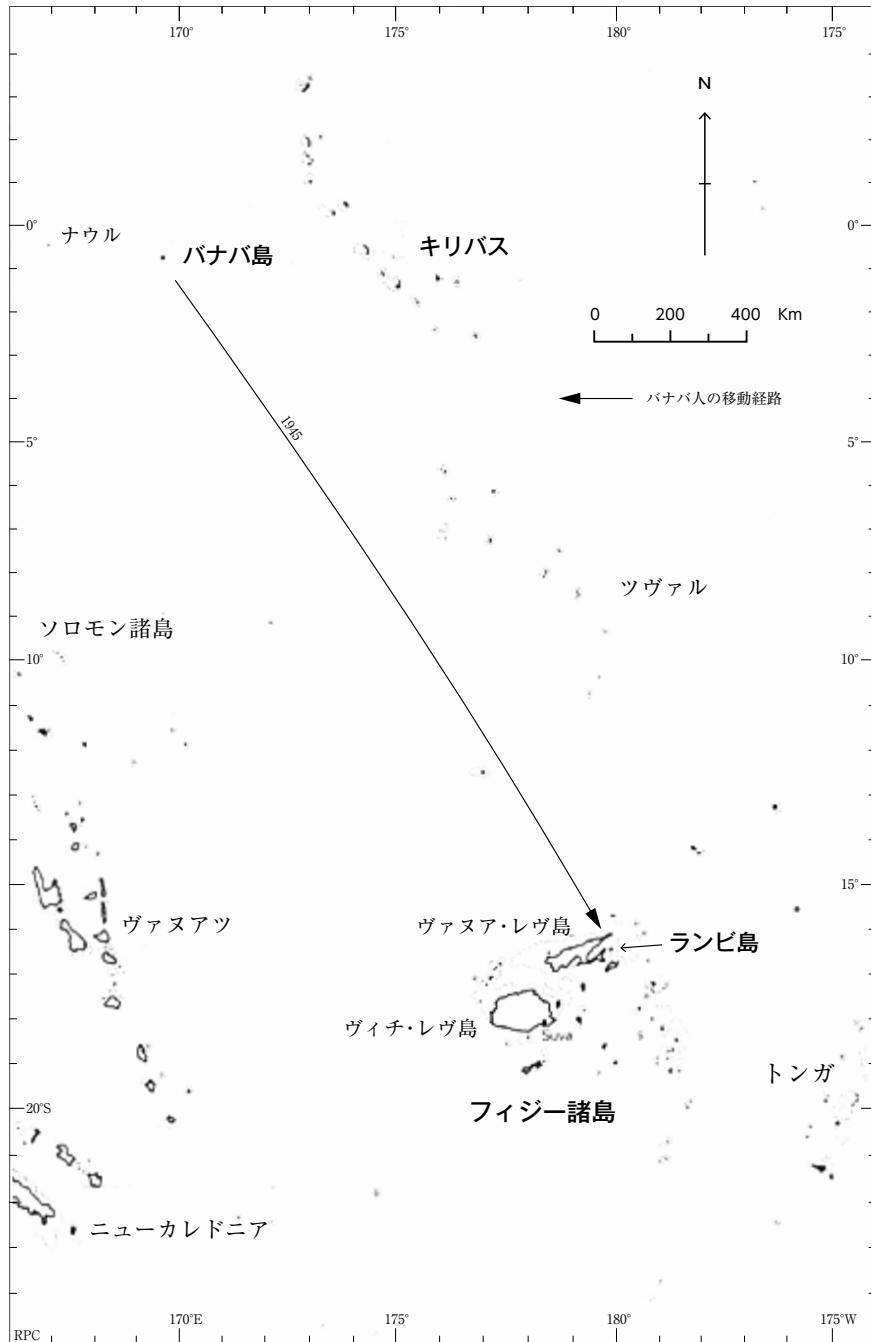 170° 175° 180° 175°
N
0° ナウル バナバ島 キリバス 0°
0 200 400 Km
バナバ人の移動経路
1945
5° 5°
ツヴァル
ソロモン諸島
10° 10°
15° 15°
ヴァヌアツ ヴァヌア・レヴ島 ランビ島
ヴィチ・レヴ島
Suva
トンガ
20°S 20°
フィジー諸島
ニューカレドニア
170°E 175° 180° 175°W
RPC